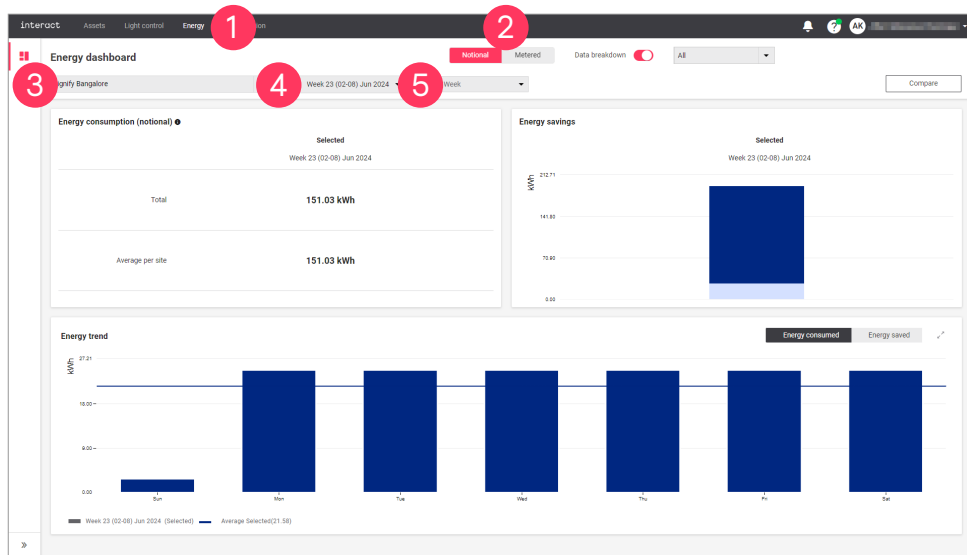 interact Assets Light control Energy 1 ion AK
Energy dashboard Notional 2 Metered Data breakdown All
3 ignify Bangalore 4 Week 23 (02-08) Jun 2024 5 Week Compare
Energy consumption (notional)
Selected
Week 23 (02-08) Jun 2024
Total 151.03 kWh
Average per site 151.03 kWh
Energy savings
Selected
Week 23 (02-08) Jun 2024
kWh
212.71
141.80
70.90
0.00
Energy trend Energy consumed Energy saved
kWh
27.21
18.00
9.00
0.00
Sun Mon Tue Wed Thu Fri Sat
Week 23 (02-08) Jun 2024 (Selected) Average Selected(21.58)